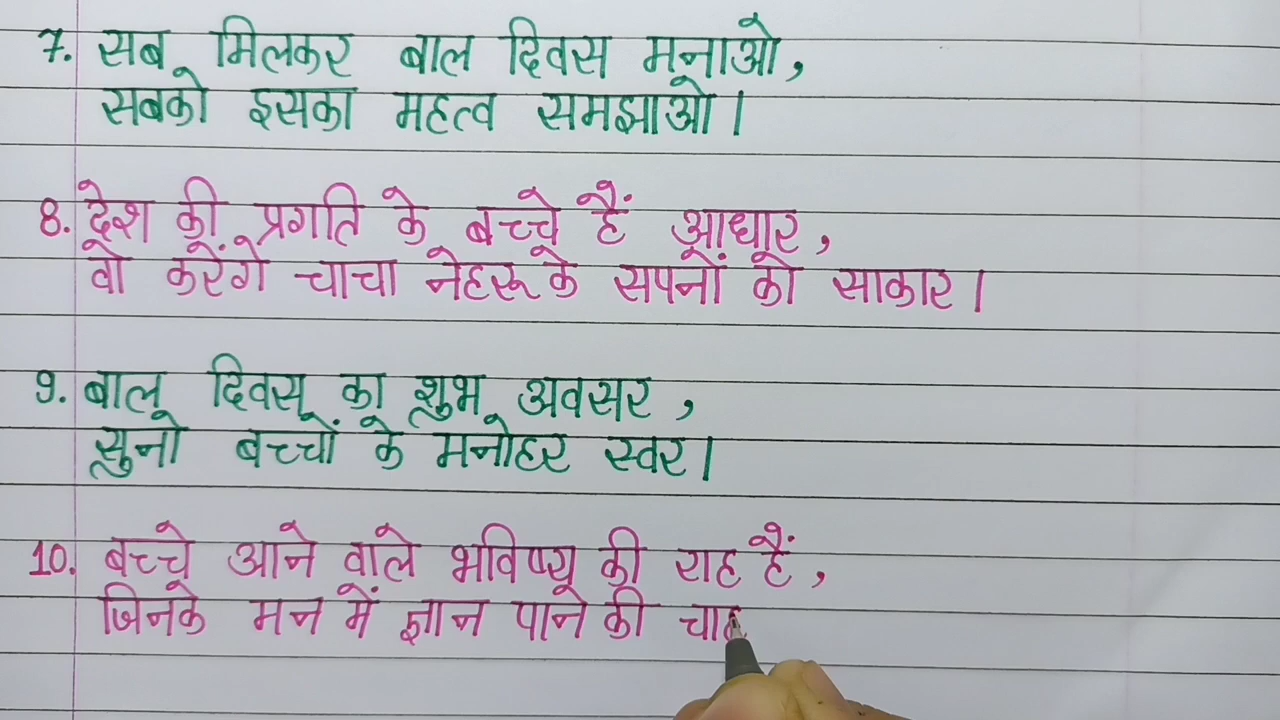 7. सब मिलकर बाल दिवस मनाओ,
सबको इसका महत्व समझाओ।
8. देश की प्रगति के बच्चे हैं आधार,
वो करेंगे चाचा नेहरू के सपनों को साकार।
9. बाल दिवस का शुभ अवसर,
सुनो बच्चों के मनोहर स्वर।
10. बच्चे आने वाले भविष्य की राह हैं,
जिनके मन में ज्ञान पाने की